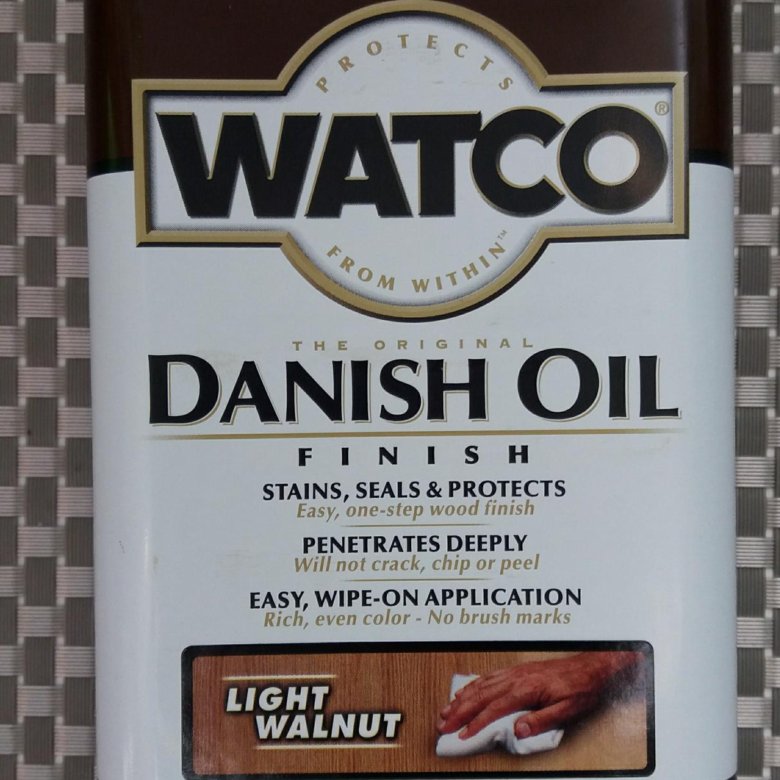 PROTECTS
WATCO®
FROM WITHIN™
THE ORIGINAL
DANISH OIL
FINISH
STAINS, SEALS & PROTECTS
Easy, one-step wood finish
PENETRATES DEEPLY
Will not crack, chip or peel
EASY, WIPE-ON APPLICATION
Rich, even color - No brush marks
LIGHT
WALNUT